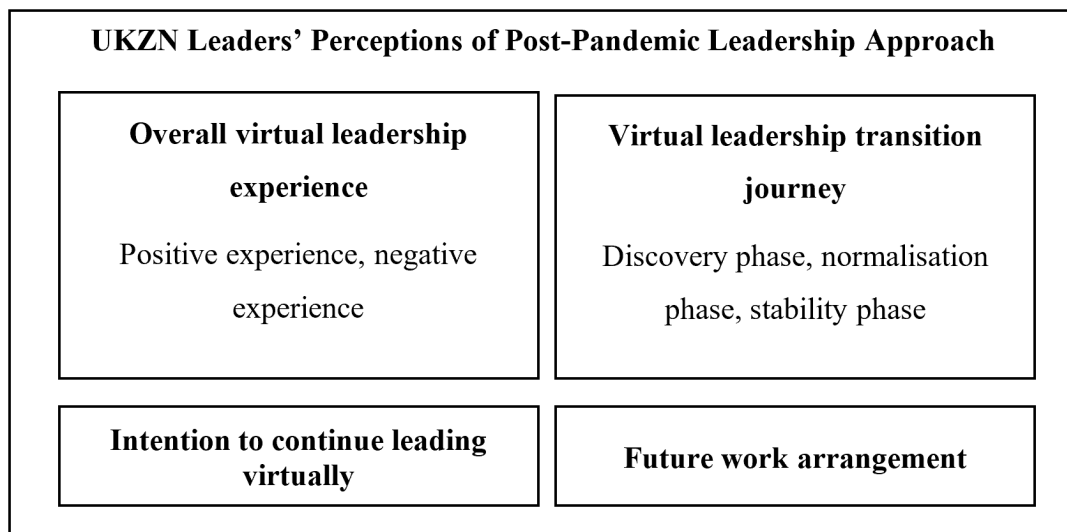 UKZN Leaders’ Perceptions of Post-Pandemic Leadership Approach
Overall virtual leadership
experience
Positive experience, negative
experience
Virtual leadership transition
journey
Discovery phase, normalisation
phase, stability phase
Intention to continue leading
virtually
Future work arrangement